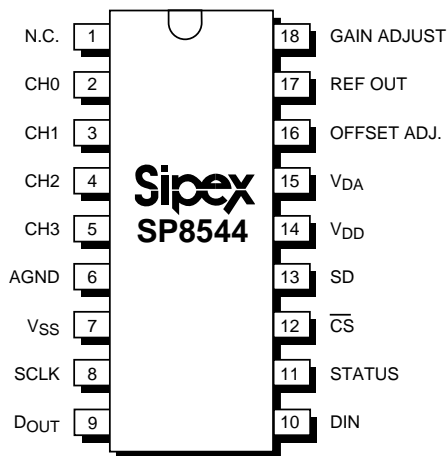 N.C. 1 18 GAIN ADJUST
CH0 2 17 REF OUT
CH1 3 16 OFFSET ADJ.
CH2 4 15 VDA
Sipex
CH3 5 14 VDD
SP8544
AGND 6 13 SD
VSS 7 12 CS
SCLK 8 11 STATUS
DOUT 9 10 DIN